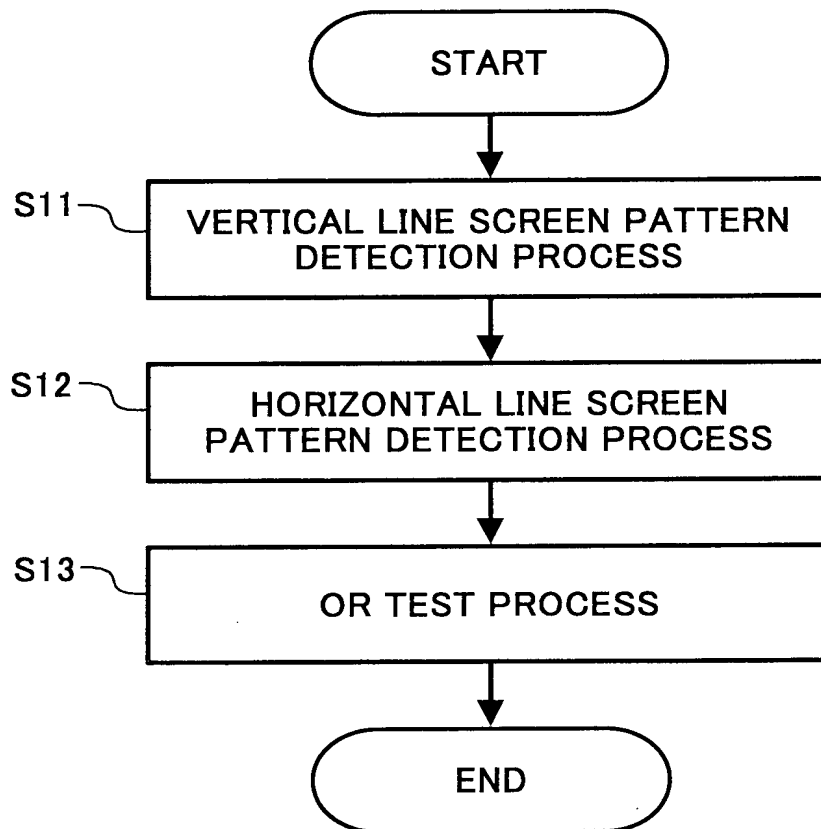 START
S11
VERTICAL LINE SCREEN PATTERN
DETECTION PROCESS
S12
HORIZONTAL LINE SCREEN
PATTERN DETECTION PROCESS
S13
OR TEST PROCESS
END